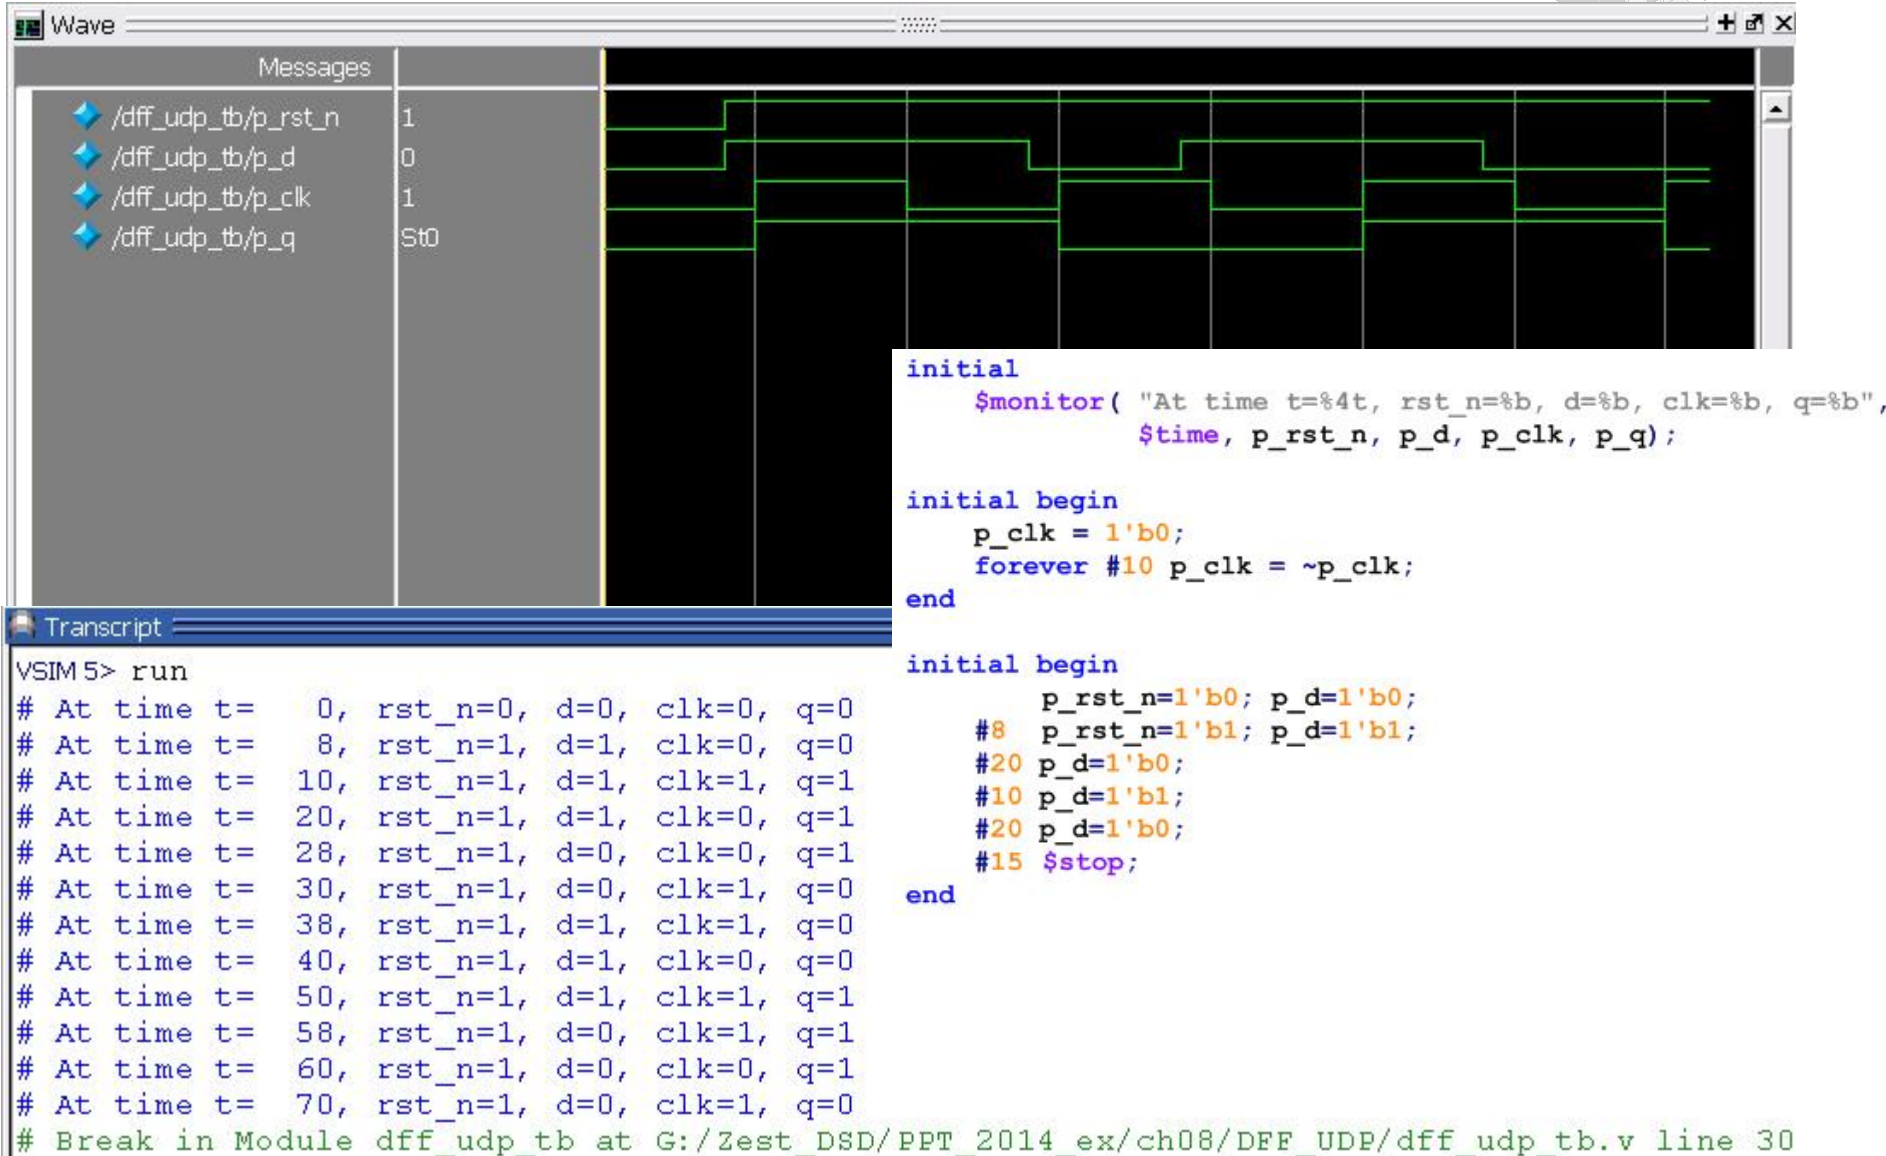 Wave
Messages
/dff_udp_tb/p_rst_n 1
/dff_udp_tb/p_d 0
/dff_udp_tb/p_clk 1
/dff_udp_tb/p_q St0
initial
$monitor( "At time t=%4t, rst_n=%b, d=%b, clk=%b, q=%b",
$time, p_rst_n, p_d, p_clk, p_q);
initial begin
p_clk = 1'b0;
forever #10 p_clk = ~p_clk;
end
initial begin
p_rst_n=1'b0; p_d=1'b0;
#8 p_rst_n=1'b1; p_d=1'b1;
#20 p_d=1'b0;
#10 p_d=1'b1;
#20 p_d=1'b0;
#15 $stop;
end
Transcript
VSIM 5> run
# At time t=   0, rst_n=0, d=0, clk=0, q=0
# At time t=   8, rst_n=1, d=1, clk=0, q=0
# At time t=  10, rst_n=1, d=1, clk=1, q=1
# At time t=  20, rst_n=1, d=1, clk=0, q=1
# At time t=  28, rst_n=1, d=0, clk=0, q=1
# At time t=  30, rst_n=1, d=0, clk=1, q=0
# At time t=  38, rst_n=1, d=1, clk=1, q=0
# At time t=  40, rst_n=1, d=1, clk=0, q=0
# At time t=  50, rst_n=1, d=1, clk=1, q=1
# At time t=  58, rst_n=1, d=0, clk=1, q=1
# At time t=  60, rst_n=1, d=0, clk=0, q=1
# At time t=  70, rst_n=1, d=0, clk=1, q=0
# Break in Module dff_udp_tb at G:/Zest_DSD/PPT_2014_ex/ch08/DFF_UDP/dff_udp_tb.v line 30